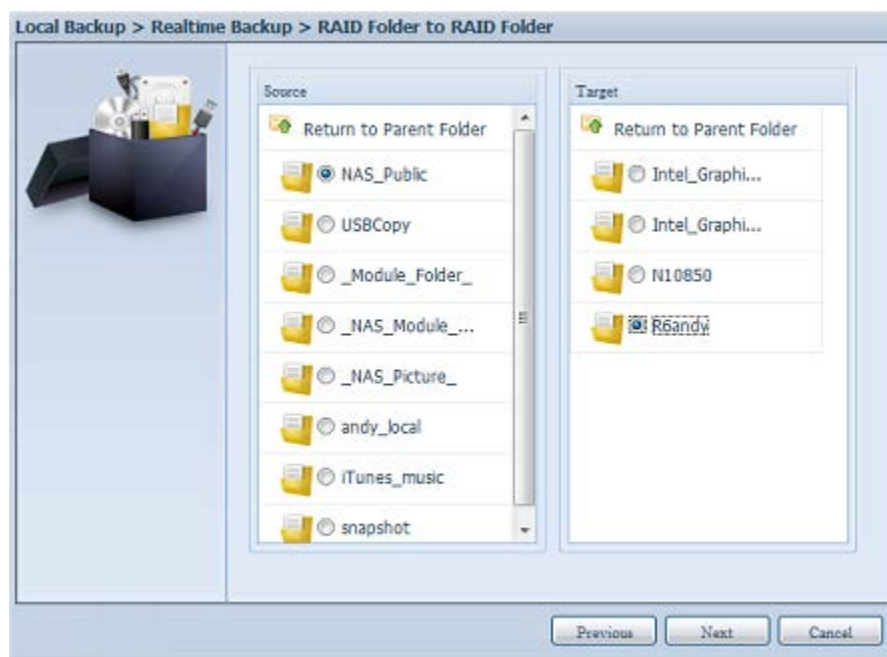 Local Backup > Realtime Backup > RAID Folder to RAID Folder
Source
Return to Parent Folder
NAS_Public
USBCopy
_Module_Folder_
_NAS_Module_...
_NAS_Picture_
andy_local
iTunes_music
snapshot
Target
Return to Parent Folder
Intel_Graphi...
Intel_Graphi...
N10850
R6andy
Previous
Next
Cancel